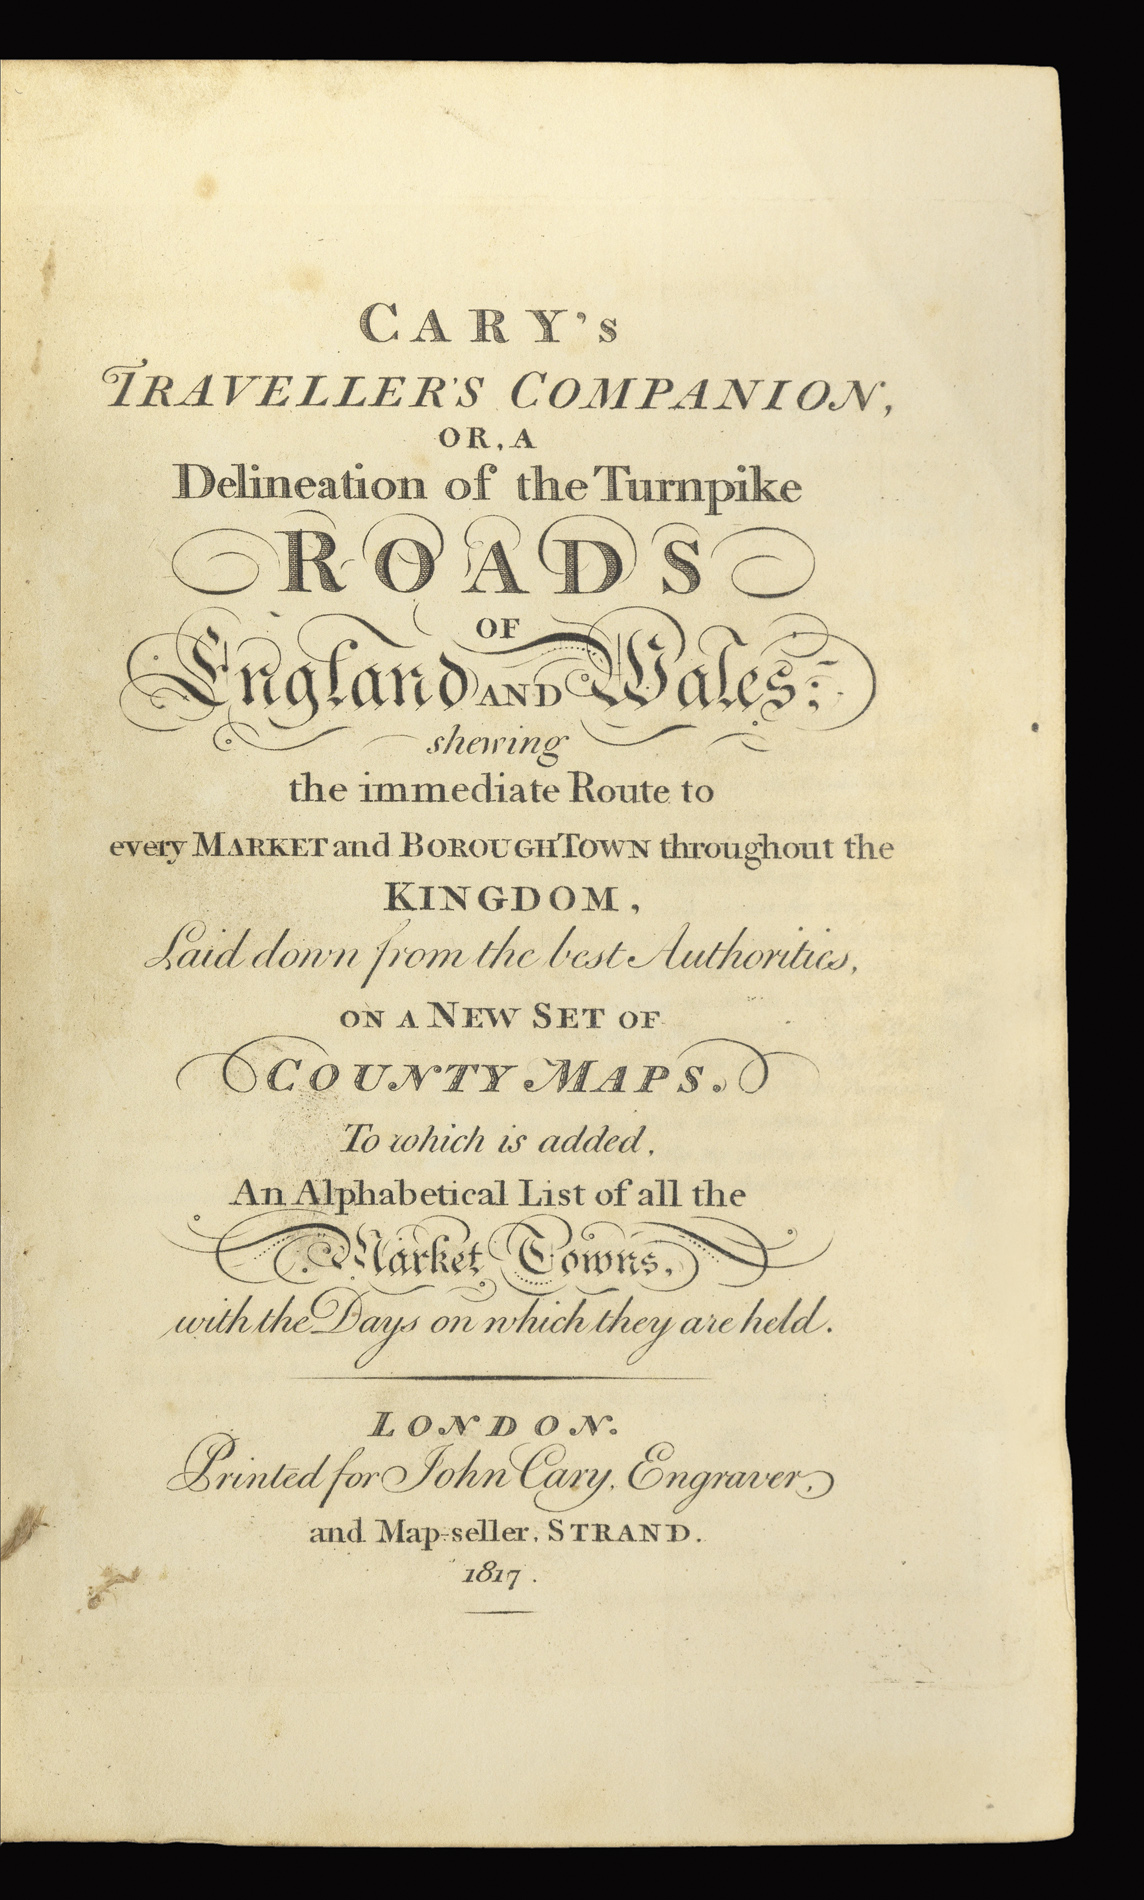 CARY's
TRAVELLER'S COMPANION,
OR, A
Delineation of the Turnpike
ROADS
OF
England AND Wales;
shewing
the immediate Route to
every MARKET and BOROUGH TOWN throughout the
KINGDOM,
Laid down from the best Authorities,
ON A NEW SET OF
COUNTY MAPS.
To which is added,
An Alphabetical List of all the
Market Towns,
with the Days on which they are held.
LONDON.
Printed for John Cary, Engraver,
and Map-seller, STRAND.
1817.